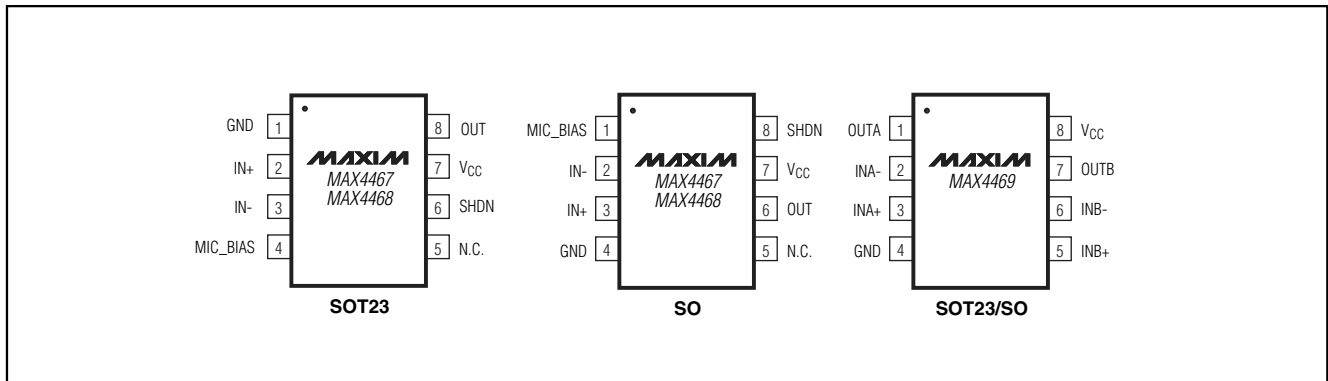 GND 1
IN+ 2
IN- 3
MIC_BIAS 4
MAXIM
MAX4467
MAX4468
8 OUT
7 VCC
6 SHDN
5 N.C.
SOT23
MIC_BIAS 1
IN- 2
IN+ 3
GND 4
MAXIM
MAX4467
MAX4468
8 SHDN
7 VCC
6 OUT
5 N.C.
SO
OUTA 1
INA- 2
INA+ 3
GND 4
MAXIM
MAX4469
8 VCC
7 OUTB
6 INB-
5 INB+
SOT23/SO